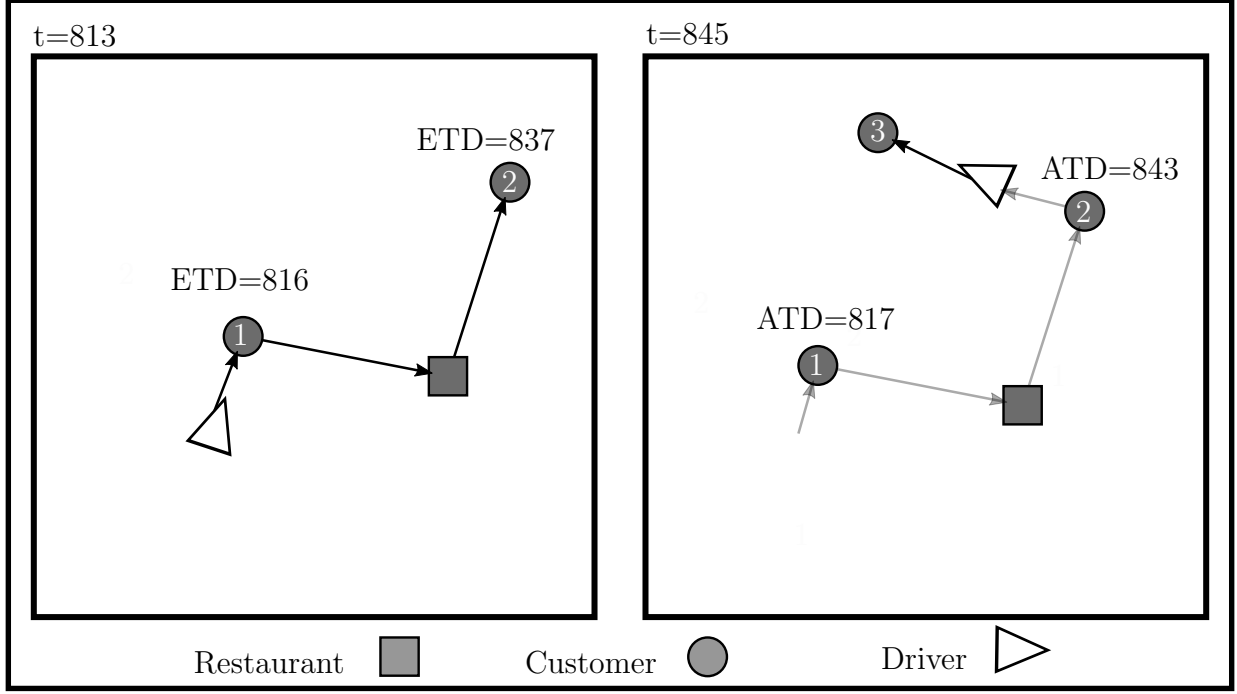 t=813
ETD=837
2
ETD=816
1
t=845
3
ATD=843
2
ATD=817
1
Restaurant
Customer
Driver